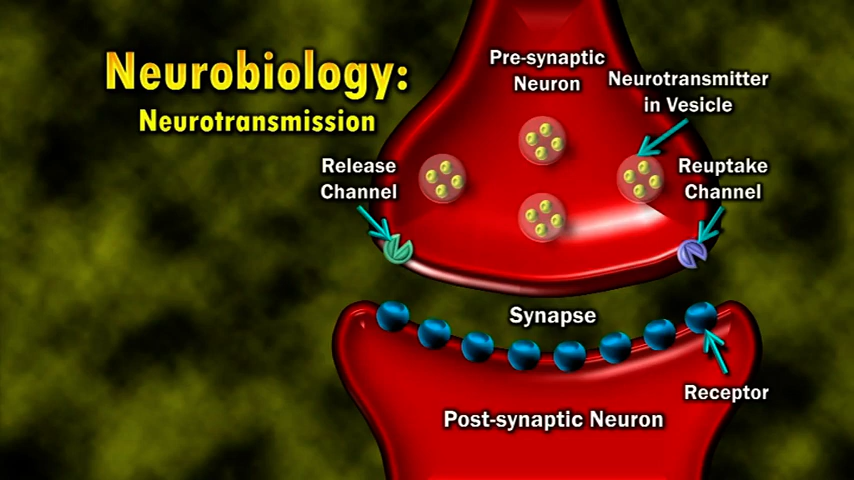 Neurobiology:
Neurotransmission
Pre-synaptic
Neuron
Neurotransmitter
in Vesicle
Release
Channel
Reuptake
Channel
Synapse
Receptor
Post-synaptic Neuron